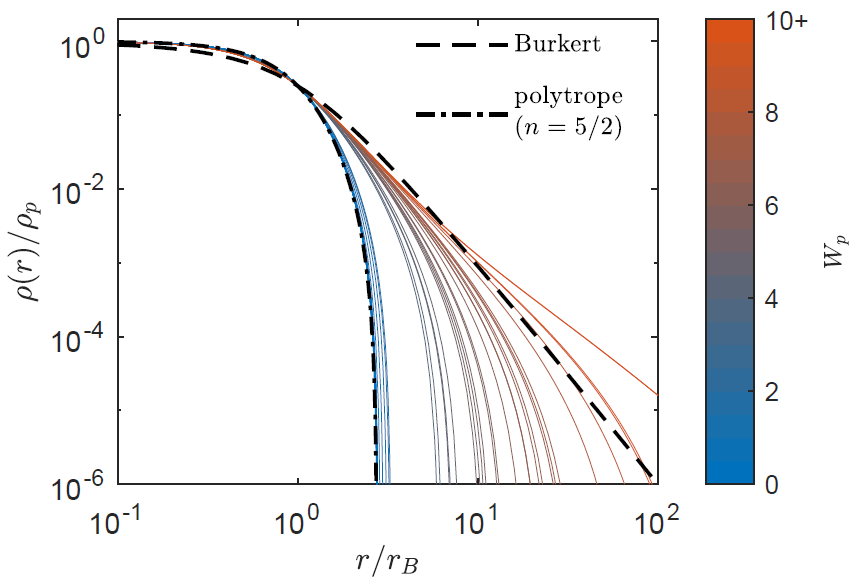 10^0
10^-2
10^-4
10^-6
ρ(r)/ρ_p
10^-1
10^0
10^1
10^2
r/r_B
Burkert
polytrope
(n = 5/2)
10+
8
6
4
2
0
W_p